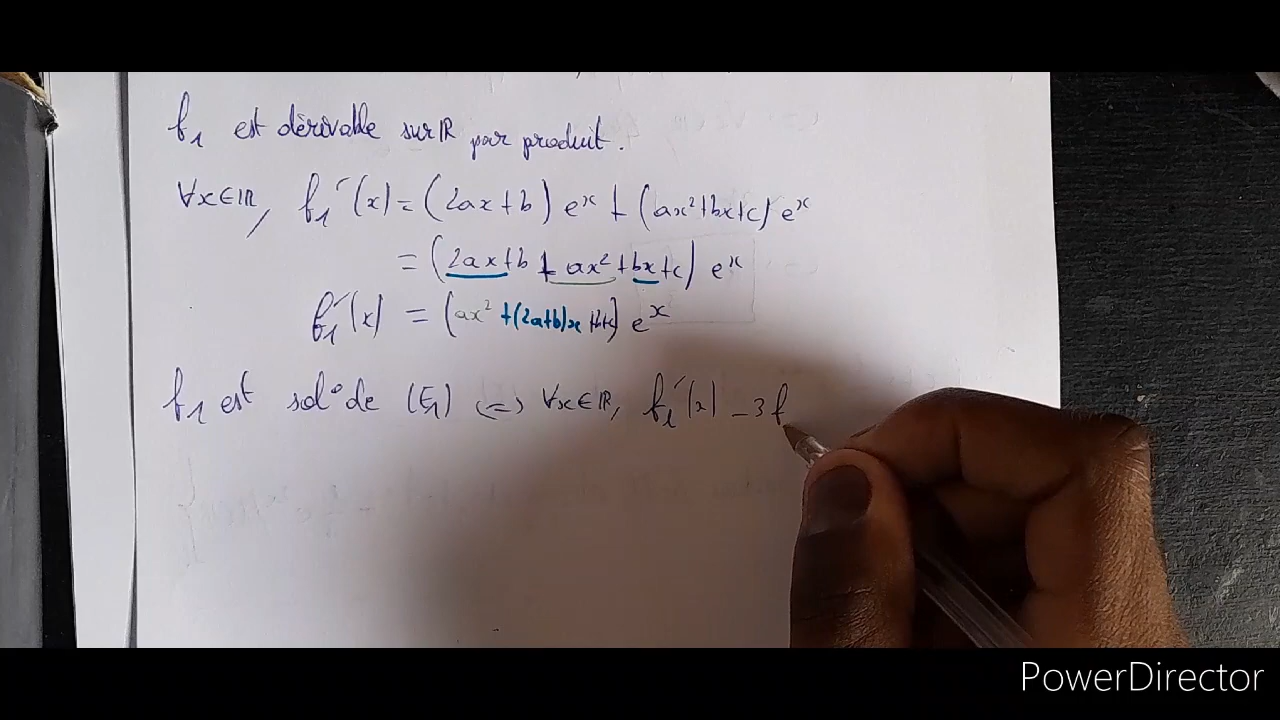 f₁ est dérivable sur ℝ par produit.
∀x∈ℝ, f₁'(x) = (2ax+b) eˣ + (ax²+bx+c) eˣ
= (2ax+b + ax²+bx+c) eˣ
f₁'(x) = (ax² +(2a+b)x +b+c) eˣ
f₁ est sol° de (E₁) <=> ∀x∈ℝ, f₁'(x) -3f
PowerDirector